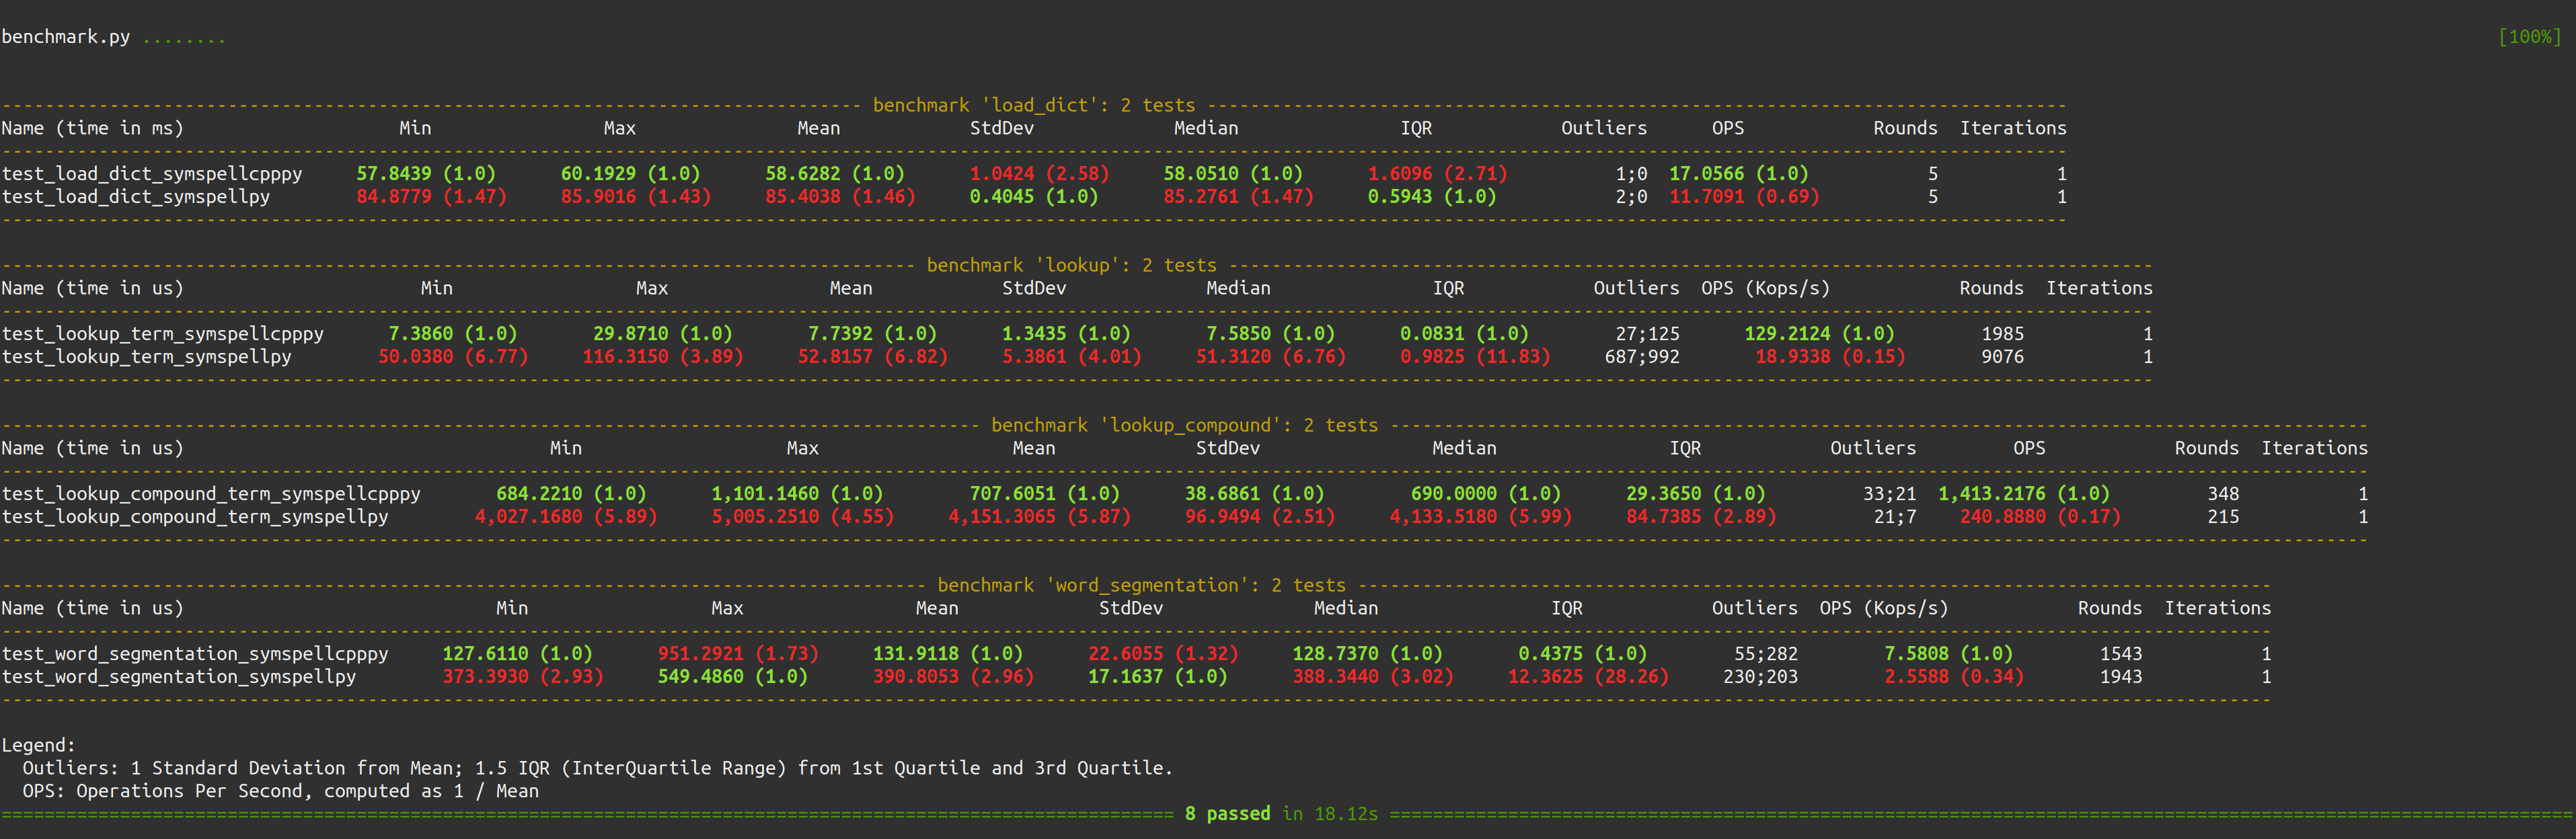 benchmark.py ........ [100%]
---------------------------------------------------------------------------------- benchmark 'load_dict': 2 tests ----------------------------------------------------------------------------------
Name (time in ms) Min Max Mean StdDev Median IQR Outliers OPS Rounds Iterations
test_load_dict_symspellcpppy 57.8439 (1.0) 60.1929 (1.0) 58.6282 (1.0) 1.0424 (2.58) 58.0510 (1.0) 1.6096 (2.71) 1;0 17.0566 (1.0) 5 1
test_load_dict_symspellpy 84.8779 (1.47) 85.9016 (1.43) 85.4038 (1.46) 0.4045 (1.0) 85.2761 (1.47) 0.5943 (1.0) 2;0 11.7091 (0.69) 5 1
---------------------------------------------------------------------------------- benchmark 'lookup': 2 tests ----------------------------------------------------------------------------------
Name (time in us) Min Max Mean StdDev Median IQR Outliers OPS (Kops/s) Rounds Iterations
test_lookup_term_symspellcpppy 7.3860 (1.0) 29.8710 (1.0) 7.7392 (1.0) 1.3435 (1.0) 7.5850 (1.0) 0.0831 (1.0) 27;125 129.2124 (1.0) 1985 1
test_lookup_term_symspellpy 50.0380 (6.77) 116.3150 (3.89) 52.8157 (6.82) 5.3861 (4.01) 51.3120 (6.76) 0.9825 (11.83) 687;992 18.9338 (0.15) 9076 1
---------------------------------------------------------------------------------- benchmark 'lookup_compound': 2 tests ----------------------------------------------------------------------------------
Name (time in us) Min Max Mean StdDev Median IQR Outliers OPS Rounds Iterations
test_lookup_compound_term_symspellcpppy 684.2210 (1.0) 1,101.1460 (1.0) 707.6051 (1.0) 38.6861 (1.0) 690.0000 (1.0) 29.3650 (1.0) 33;21 1,413.2176 (1.0) 348 1
test_lookup_compound_term_symspellpy 4,027.1680 (5.89) 5,005.2510 (4.55) 4,151.3065 (5.87) 96.9494 (2.51) 4,133.5180 (5.99) 84.7385 (2.89) 21;7 240.8880 (0.17) 215 1
---------------------------------------------------------------------------------- benchmark 'word_segmentation': 2 tests ----------------------------------------------------------------------------------
Name (time in us) Min Max Mean StdDev Median IQR Outliers OPS (Kops/s) Rounds Iterations
test_word_segmentation_symspellcpppy 127.6110 (1.0) 951.2921 (1.73) 131.9118 (1.0) 22.6055 (1.32) 128.7370 (1.0) 0.4375 (1.0) 55;282 7.5808 (1.0) 1543 1
test_word_segmentation_symspellpy 373.3930 (2.93) 549.4860 (1.0) 390.8053 (2.96) 17.1637 (1.0) 388.3440 (3.02) 12.3625 (28.26) 230;203 2.5588 (0.34) 1943 1
Legend:
Outliers: 1 Standard Deviation from Mean; 1.5 IQR (InterQuartile Range) from 1st Quartile and 3rd Quartile.
OPS: Operations Per Second, computed as 1 / Mean
================================================== 8 passed in 18.12s ==================================================